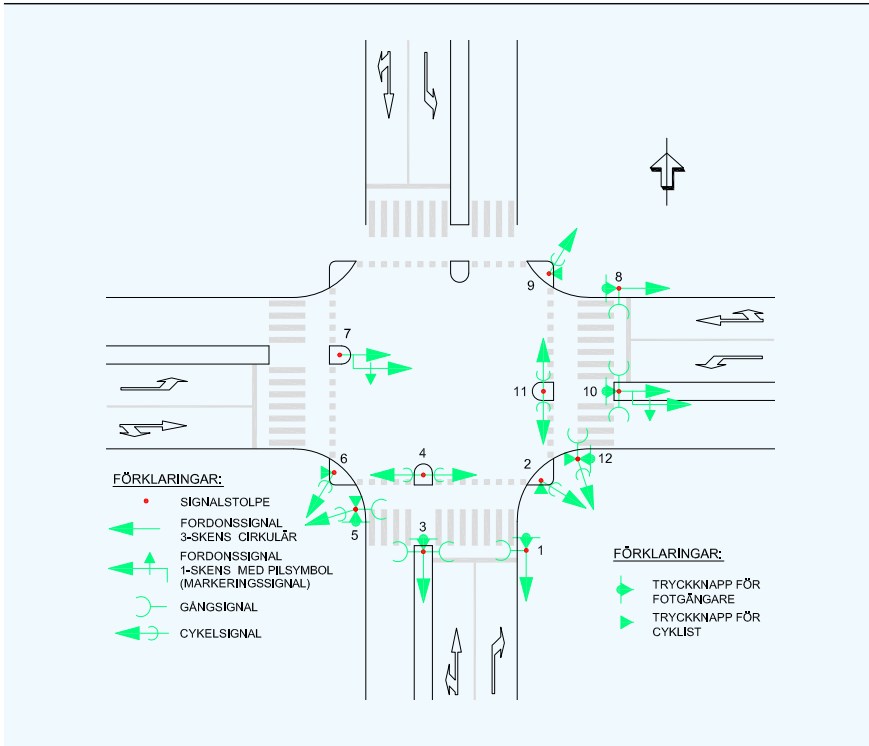 9
8
7
11
10
4
6
2
12
5
3
1
FÖRKLARINGAR:
SIGNALSTOLPE
FORDONSSIGNAL
3-SKENS CIRKULÄR
FORDONSSIGNAL
1-SKENS MED PILSYMBOL
(MARKERINGSSIGNAL)
GÅNGSIGNAL
CYKELSIGNAL
FÖRKLARINGAR:
TRYCKKNAPP FÖR
FOTGÄNGARE
TRYCKKNAPP FÖR
CYKLIST